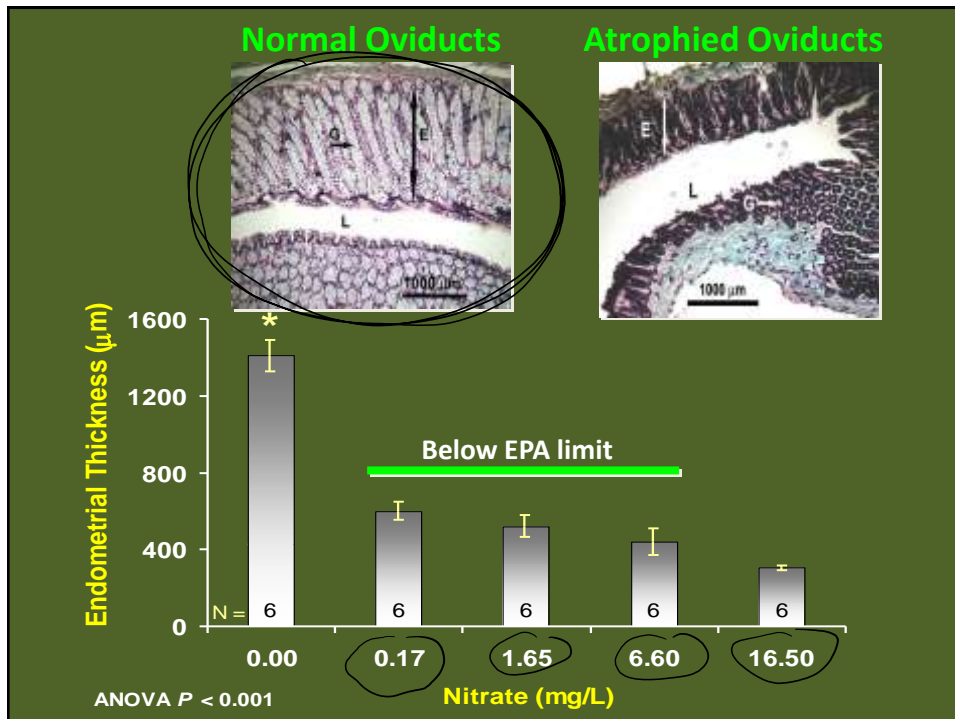 Normal Oviducts
Atrophied Oviducts
G
E
L
1000 µm
E
L
G
1000 µm
Endometrial Thickness (µm)
1600
1200
800
400
0
*
Below EPA limit
N = 6 6 6 6 6
0.00 0.17 1.65 6.60 16.50
Nitrate (mg/L)
ANOVA P < 0.001